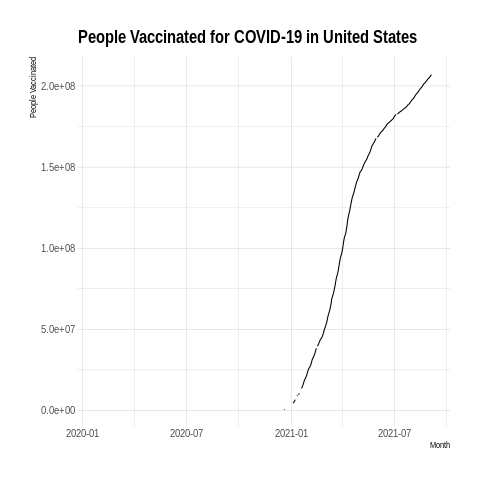 People Vaccinated for COVID-19 in United States
People Vaccinated
2.0e+08
1.5e+08
1.0e+08
5.0e+07
0.0e+00
2020-01 2020-07 2021-01 2021-07
Month